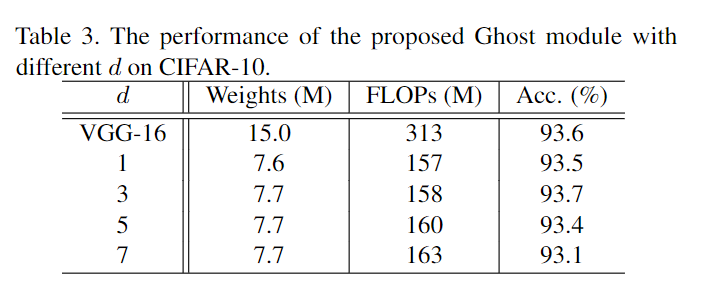 Table 3. The performance of the proposed Ghost module with
different d on CIFAR-10.
d Weights (M) FLOPs (M) Acc. (%)
VGG-16 15.0 313 93.6
1 7.6 157 93.5
3 7.7 158 93.7
5 7.7 160 93.4
7 7.7 163 93.1